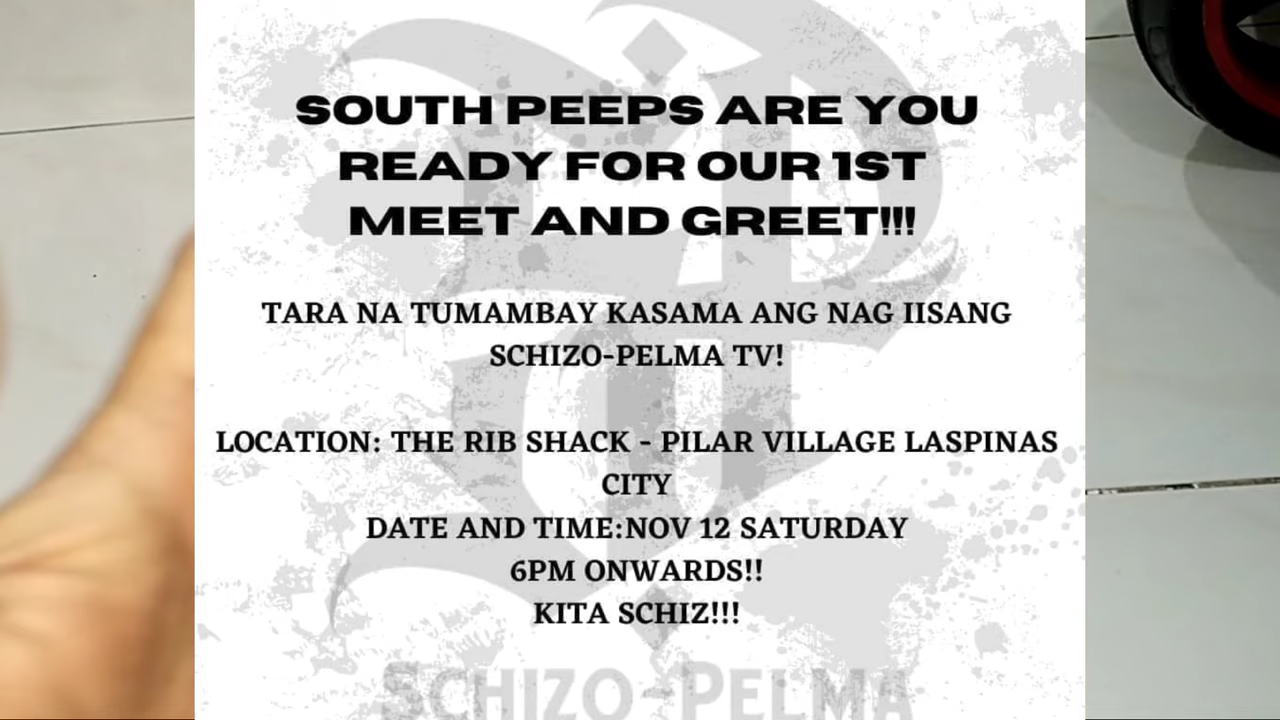 SOUTH PEEPS ARE YOU
READY FOR OUR 1ST
MEET AND GREET!!!
TARA NA TUMAMBAY KASAMA ANG NAG IISANG
SCHIZO-PELMA TV!
LOCATION: THE RIB SHACK - PILAR VILLAGE LASPINAS
CITY
DATE AND TIME:NOV 12 SATURDAY
6PM ONWARDS!!
KITA SCHIZ!!!
SCHIZO-PELMA